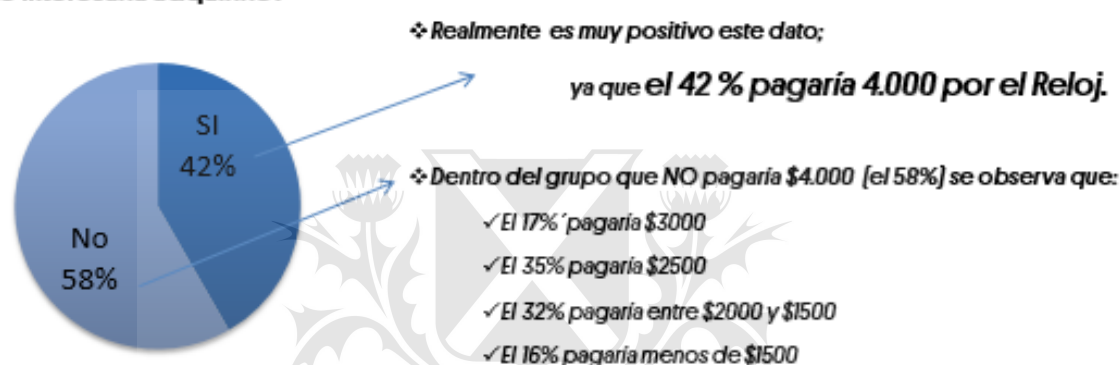 ❖ Realmente es muy positivo este dato;
ya que el 42 % pagaría 4.000 por el Reloj.
SI
42%
❖ Dentro del grupo que NO pagaría $4.000 (el 58%) se observa que:
✓ El 17%´pagaría $3000
No
58%
✓ El 35% pagaría $2500
✓ El 32% pagaría entre $2000 y $1500
✓ El 16% pagaría menos de $1500